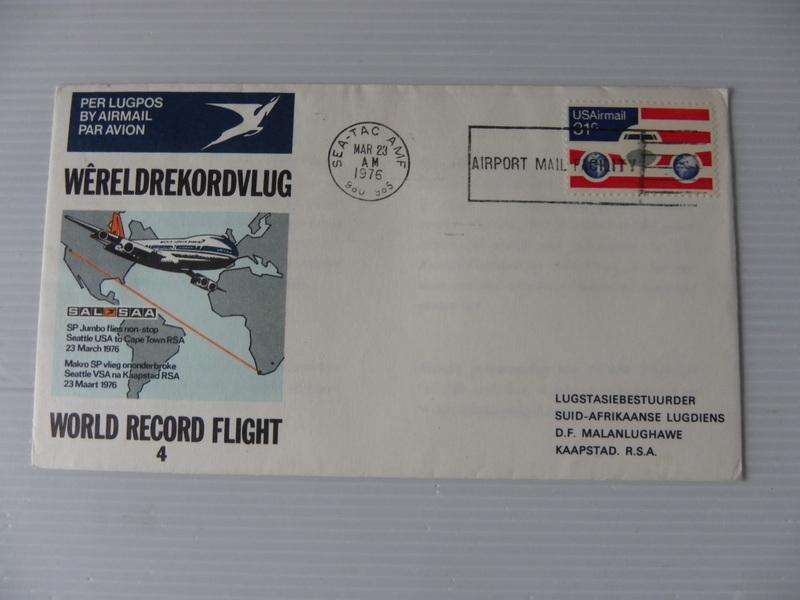 PER LUGPOS
BY AIRMAIL
PAR AVION
WÊRELDREKORDVLUG
SAL SAA
SP Jumbo flies non-stop
Seattle USA to Cape Town RSA
23 March 1976
Makro SP vlieg ononderbroke
Seattle VSA na Kaapstad RSA
23 Maart 1976
WORLD RECORD FLIGHT
4
SEA-TAC AMF
MAR 23
AM
1976
AIRPORT MAIL FACILITY
USAirmail
31c
LUGSTASIEBESTUURDER
SUID-AFRIKAANSE LUGDIENS
D.F. MALANLUGHAWE
KAAPSTAD. R.S.A.